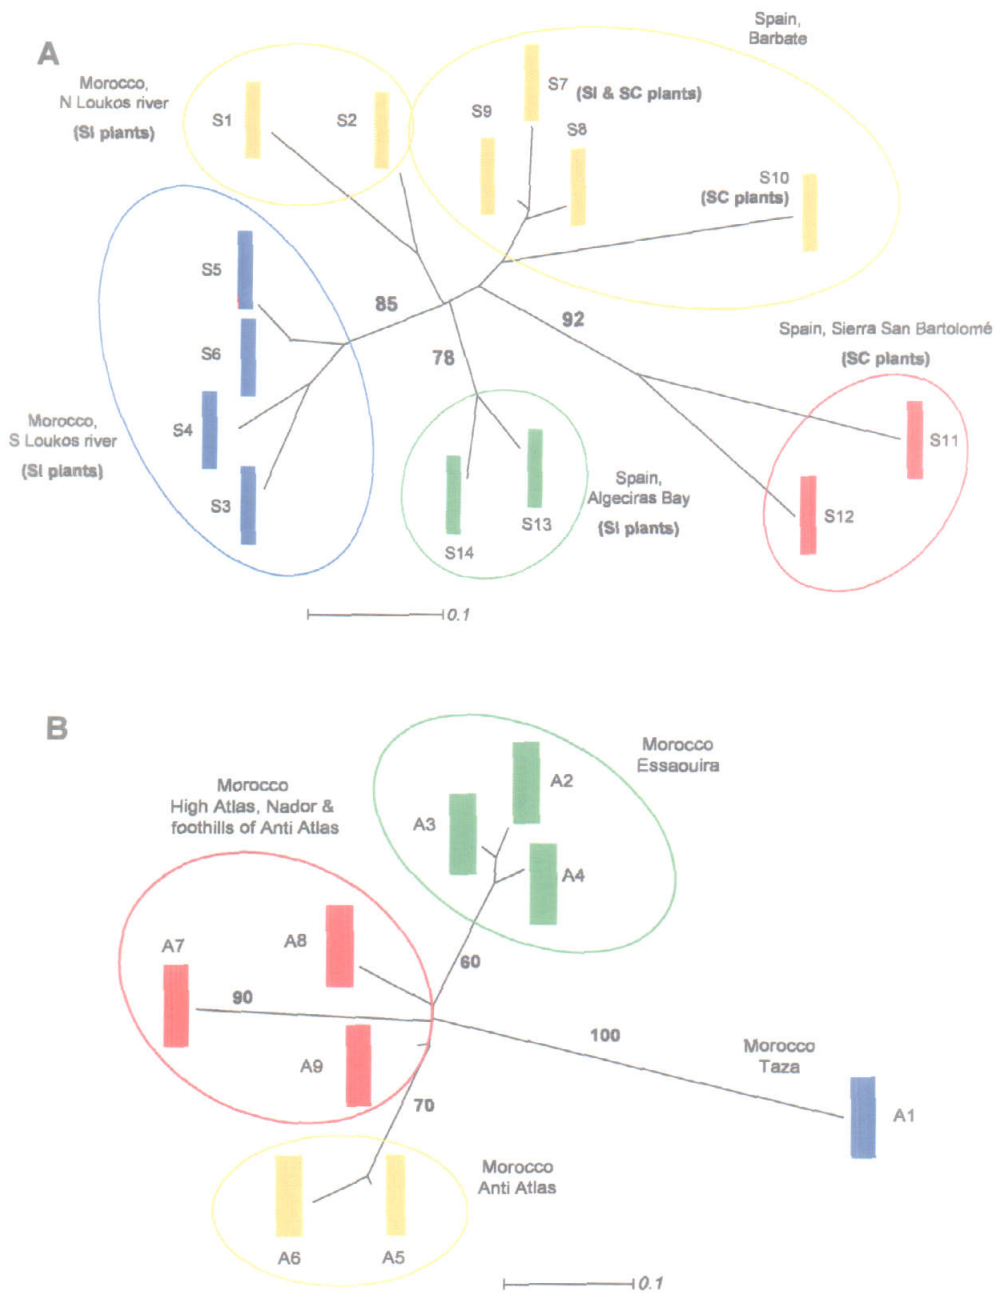 A
Morocco,
N Loukos river
(SI plants)
S1
S2
Spain,
Barbate
S7
(SI & SC plants)
S9
S8
S10
(SC plants)
S5
S6
S4
S3
Morocco,
S Loukos river
(SI plants)
85
78
92
Spain, Sierra San Bartolomé
(SC plants)
S11
S12
Spain,
Algeciras Bay
(SI plants)
S13
S14
0.1
B
Morocco
Essaouira
A2
A3
A4
Morocco
High Atlas, Nador &
foothills of Anti Atlas
A7
A8
A9
90
60
100
70
Morocco
Taza
A1
Morocco
Anti Atlas
A6
A5
0.1